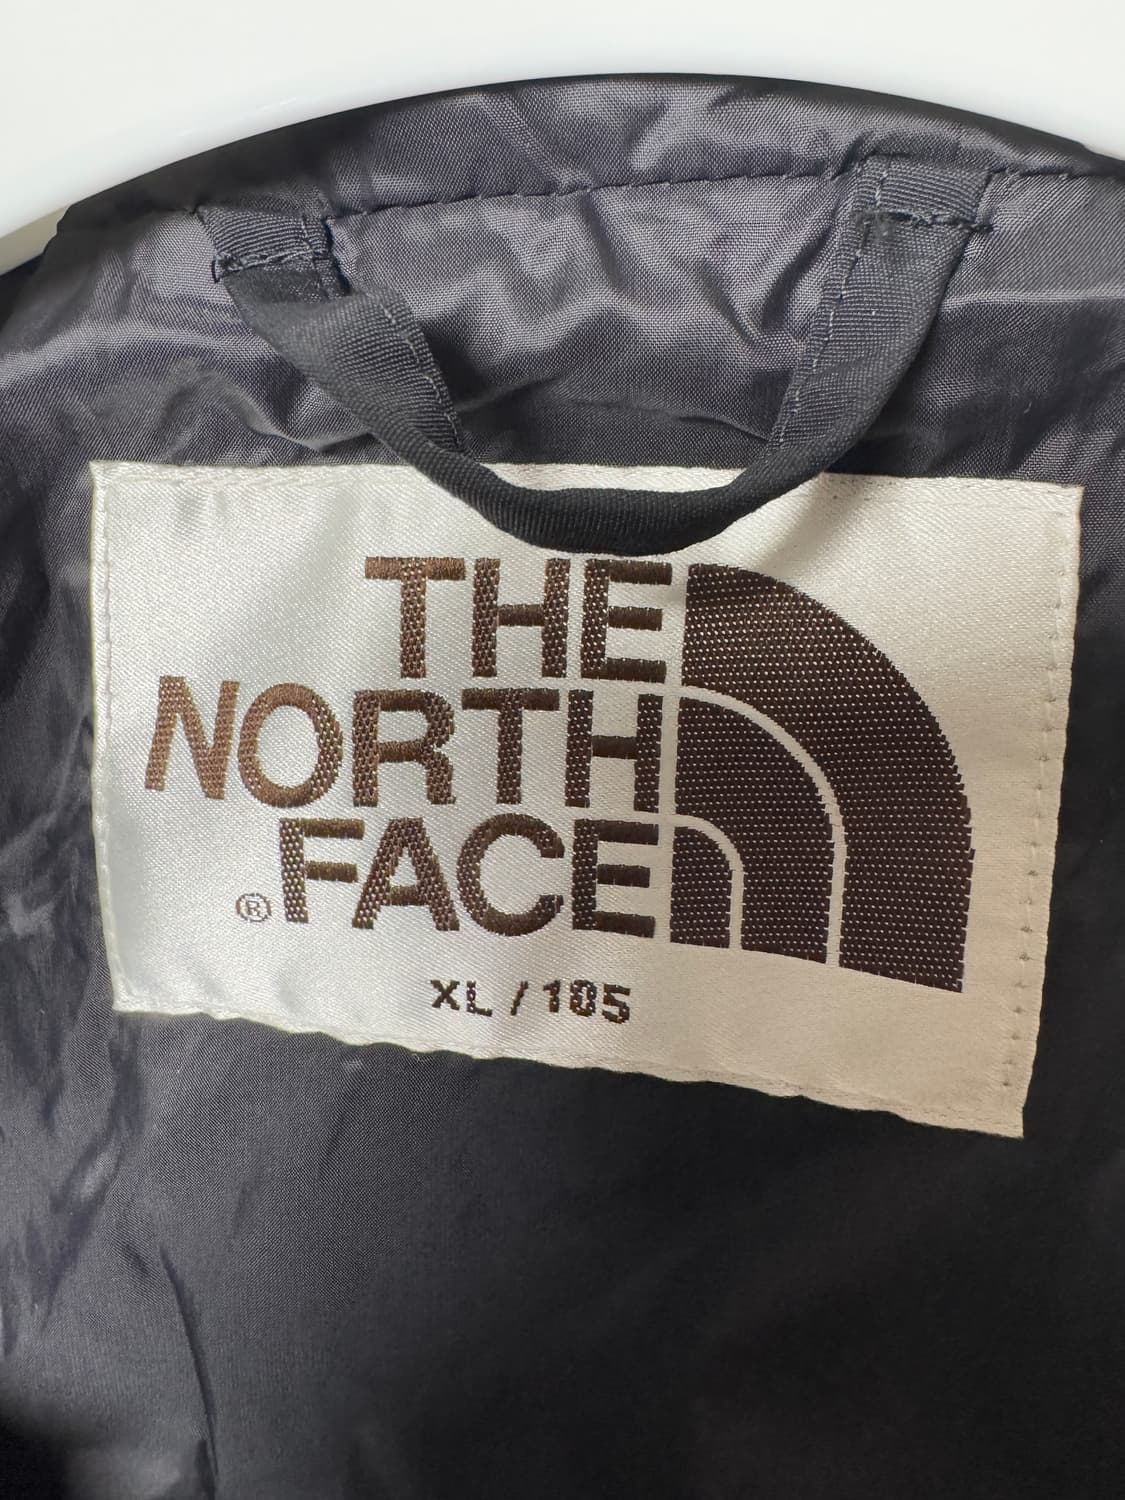 THE
NORTH
® FACE
XL / 105